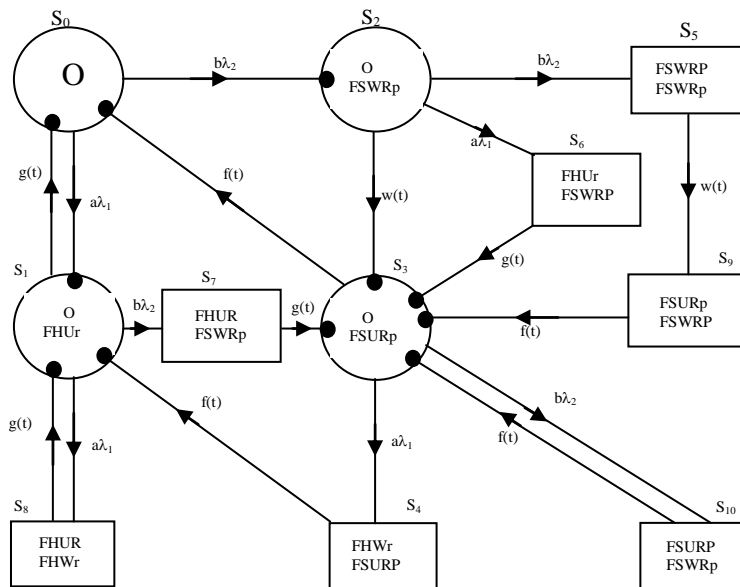 S₀
S₂
S₅
O
bλ₂
O
FSWRp
bλ₂
FSWRP
FSWRp
aλ₁
S₆
FHUr
FSWRP
g(t)
aλ₁
f(t)
w(t)
w(t)
g(t)
S₁
S₇
S₃
S₉
O
FHUr
bλ₂
FHUR
FSWRp
g(t)
O
FSURp
f(t)
FSURp
FSWRP
g(t)
aλ₁
f(t)
aλ₁
bλ₂
f(t)
S₈
S₄
S₁₀
FHUR
FHWr
FHWr
FSURP
FSURP
FSWRp